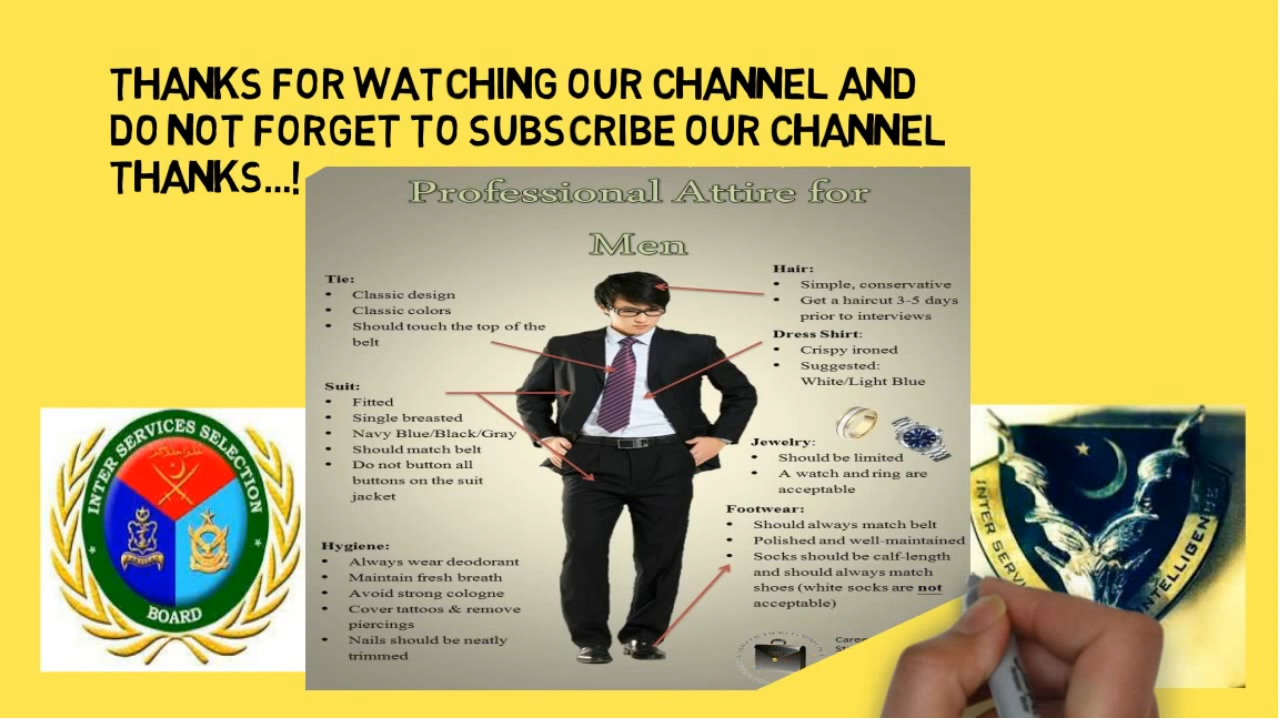 THANKS FOR WATCHING OUR CHANNEL AND
DO NOT FORGET TO SUBSCRIBE OUR CHANNEL
THANKS...!
Professional Attire for
Men
Tie:
• Classic design
• Classic colors
• Should touch the top of the
belt
Suit:
• Fitted
• Single breasted
• Navy Blue/Black/Gray
• Should match belt
• Do not button all
buttons on the suit
jacket
Hygiene:
• Always wear deodorant
• Maintain fresh breath
• Avoid strong cologne
• Cover tattoos & remove
piercings
• Nails should be neatly
trimmed
Hair:
• Simple, conservative
• Get a haircut 3-5 days
prior to interviews
Dress Shirt:
• Crispy ironed
• Suggested:
White/Light Blue
Jewelry:
• Should be limited
• A watch and ring are
acceptable
Footwear:
• Should always match belt
• Polished and well-maintained
• Socks should be calf-length
and should always match
shoes (white socks are not
acceptable)
INTER SERVICES SELECTION
BOARD
INTER SERV
INTELLIGEN